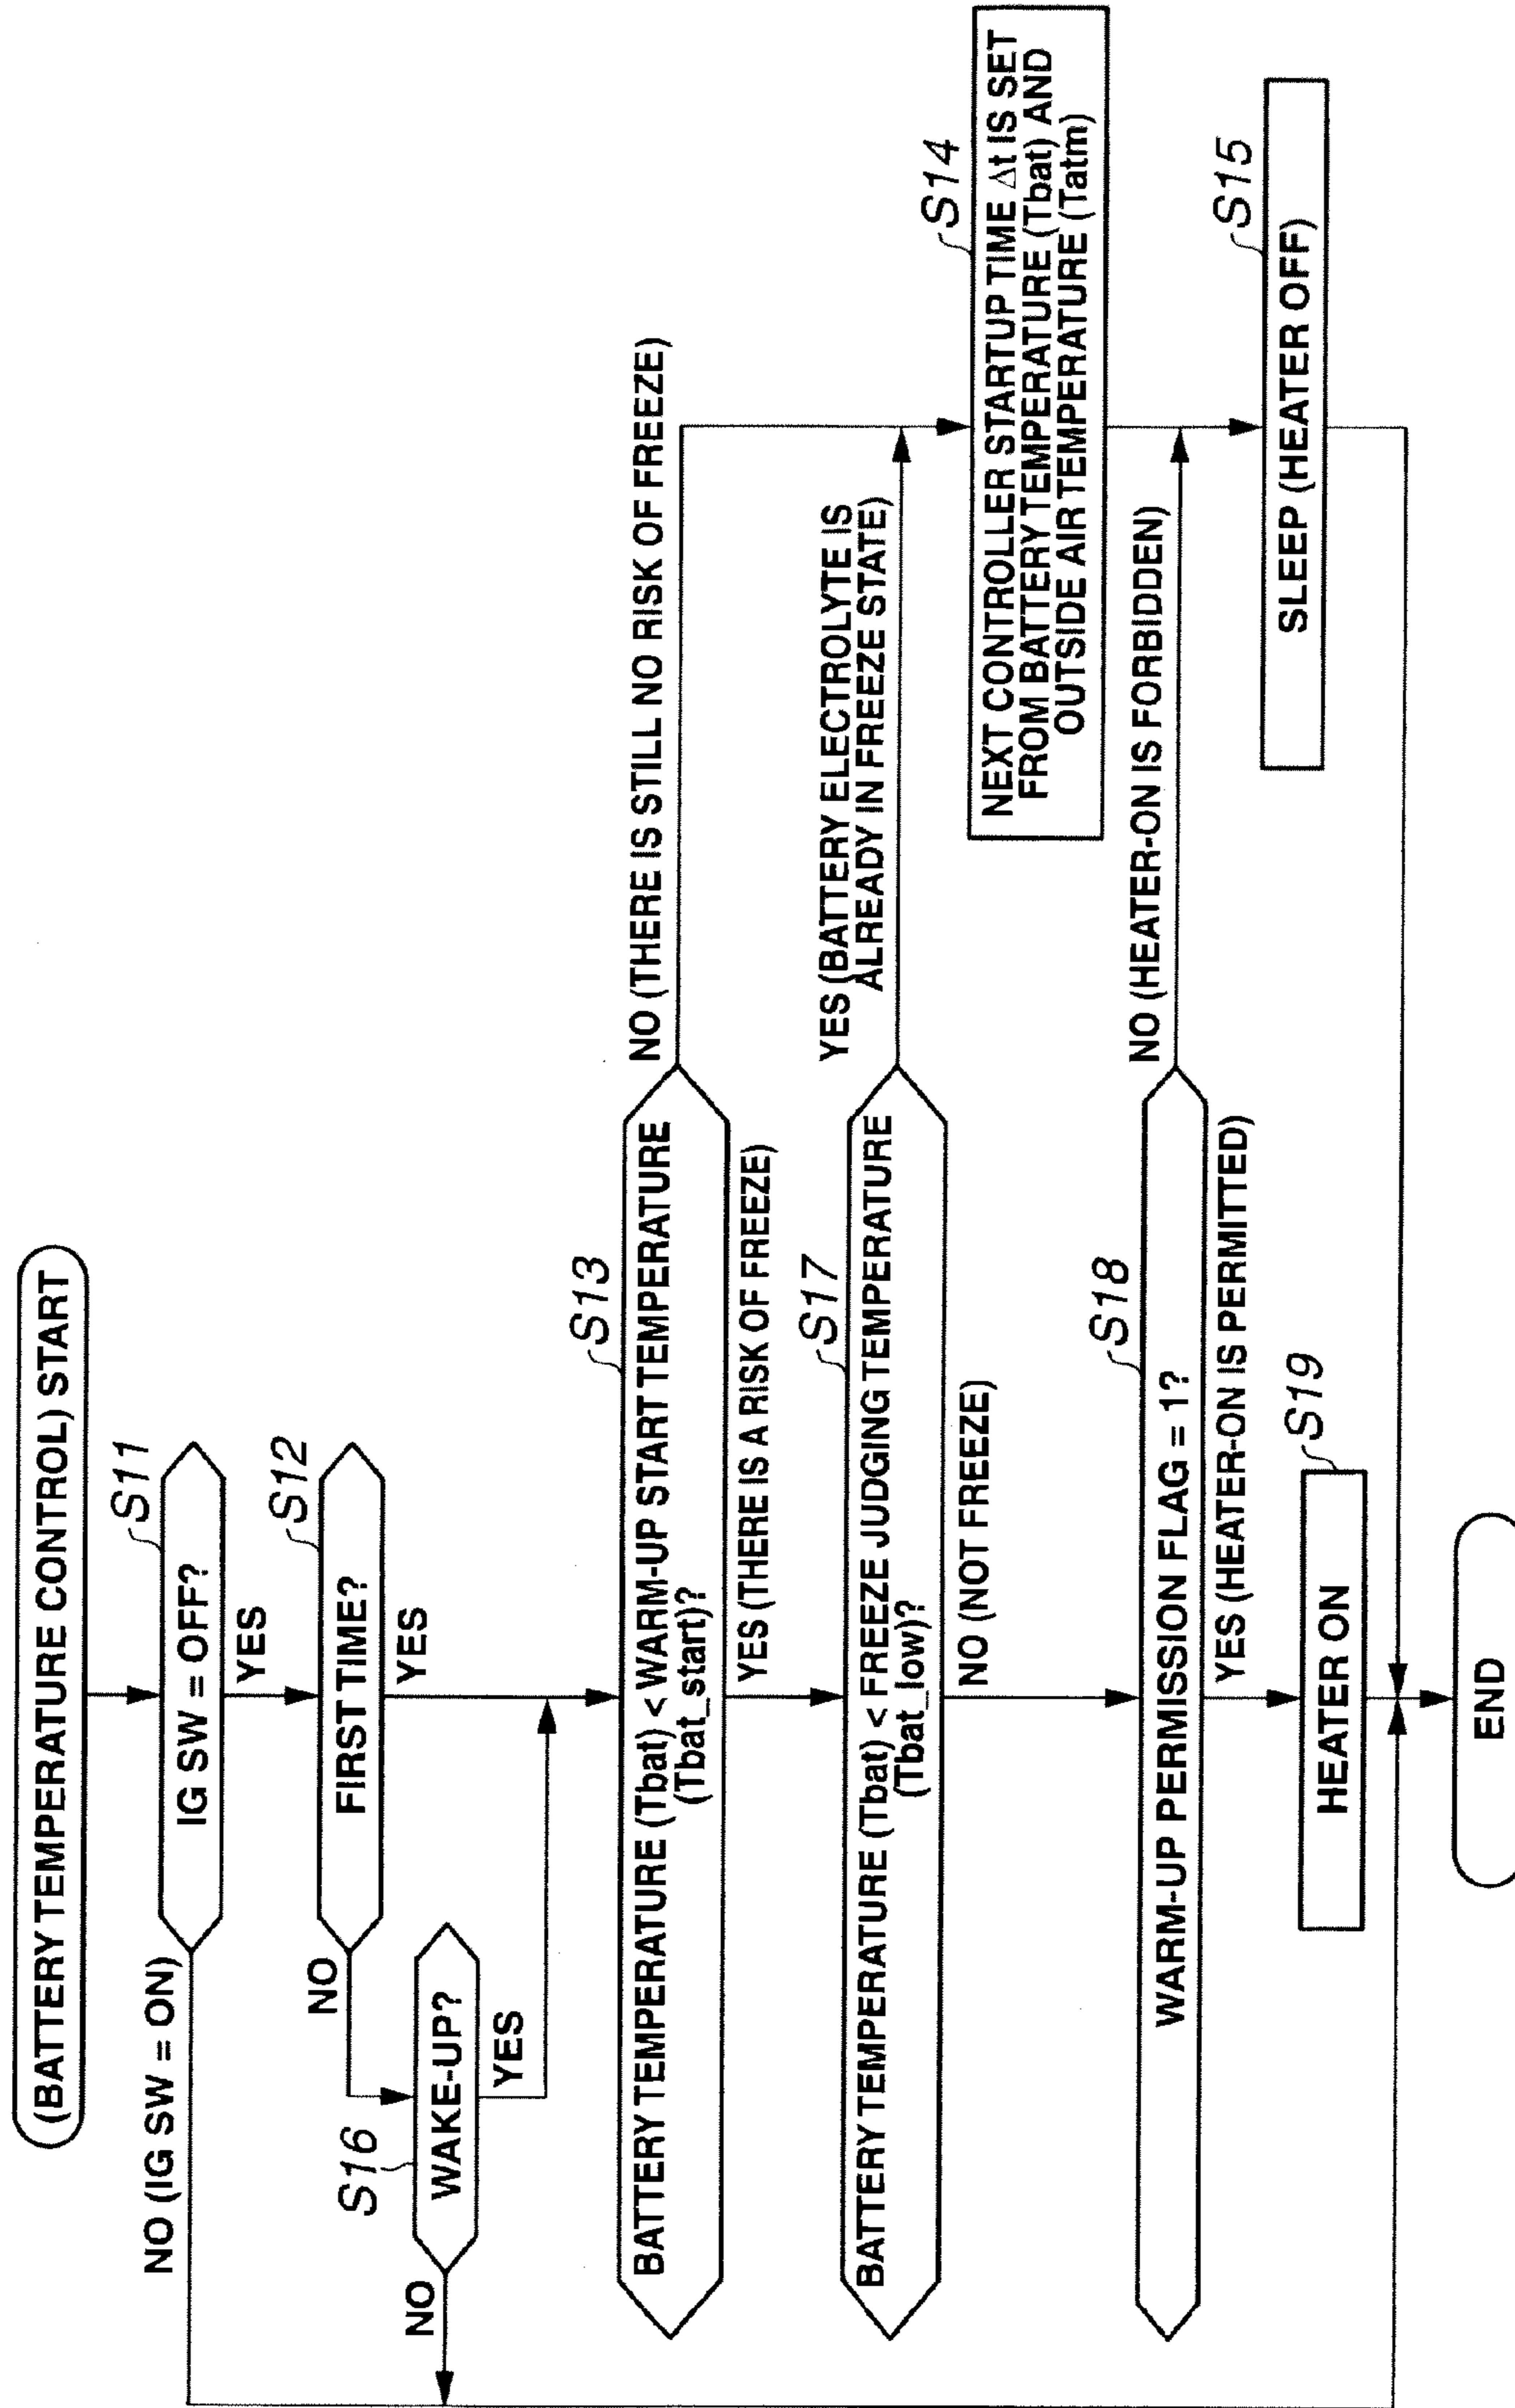 (BATTERY TEMPERATURE CONTROL) START
S11
IG SW = OFF?
NO (IG SW = ON)
YES
S12
FIRST TIME?
NO
YES
S16
WAKE-UP?
NO
YES
S13
BATTERY TEMPERATURE (Tbat) < WARM-UP START TEMPERATURE
(Tbat_start)?
NO (THERE IS STILL NO RISK OF FREEZE)
YES (THERE IS A RISK OF FREEZE)
S17
BATTERY TEMPERATURE (Tbat) < FREEZE JUDGING TEMPERATURE
(Tbat_low)?
YES (BATTERY ELECTROLYTE IS
ALREADY IN FREEZE STATE)
NO (NOT FREEZE)
S14
NEXT CONTROLLER STARTUP TIME Δt IS SET
FROM BATTERY TEMPERATURE (Tbat) AND
OUTSIDE AIR TEMPERATURE (Tatm)
S18
WARM-UP PERMISSION FLAG = 1?
NO (HEATER-ON IS FORBIDDEN)
YES (HEATER-ON IS PERMITTED)
S15
SLEEP (HEATER OFF)
S19
HEATER ON
END